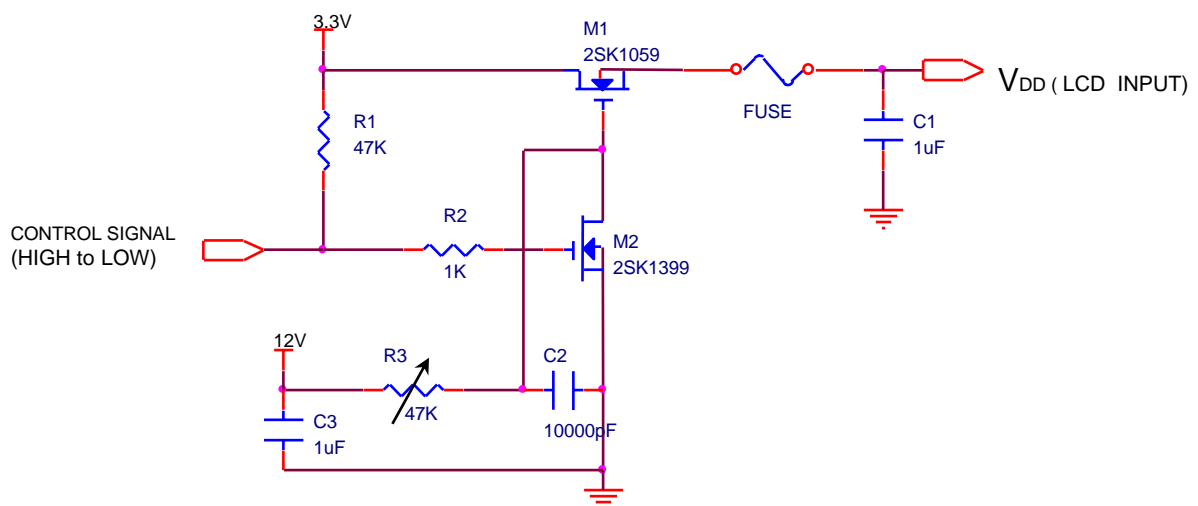 3.3V
M1
2SK1059
FUSE
VDD ( LCD INPUT)
R1
47K
C1
1uF
R2
1K
CONTROL SIGNAL
(HIGH to LOW)
M2
2SK1399
12V
R3
47K
C2
10000pF
C3
1uF